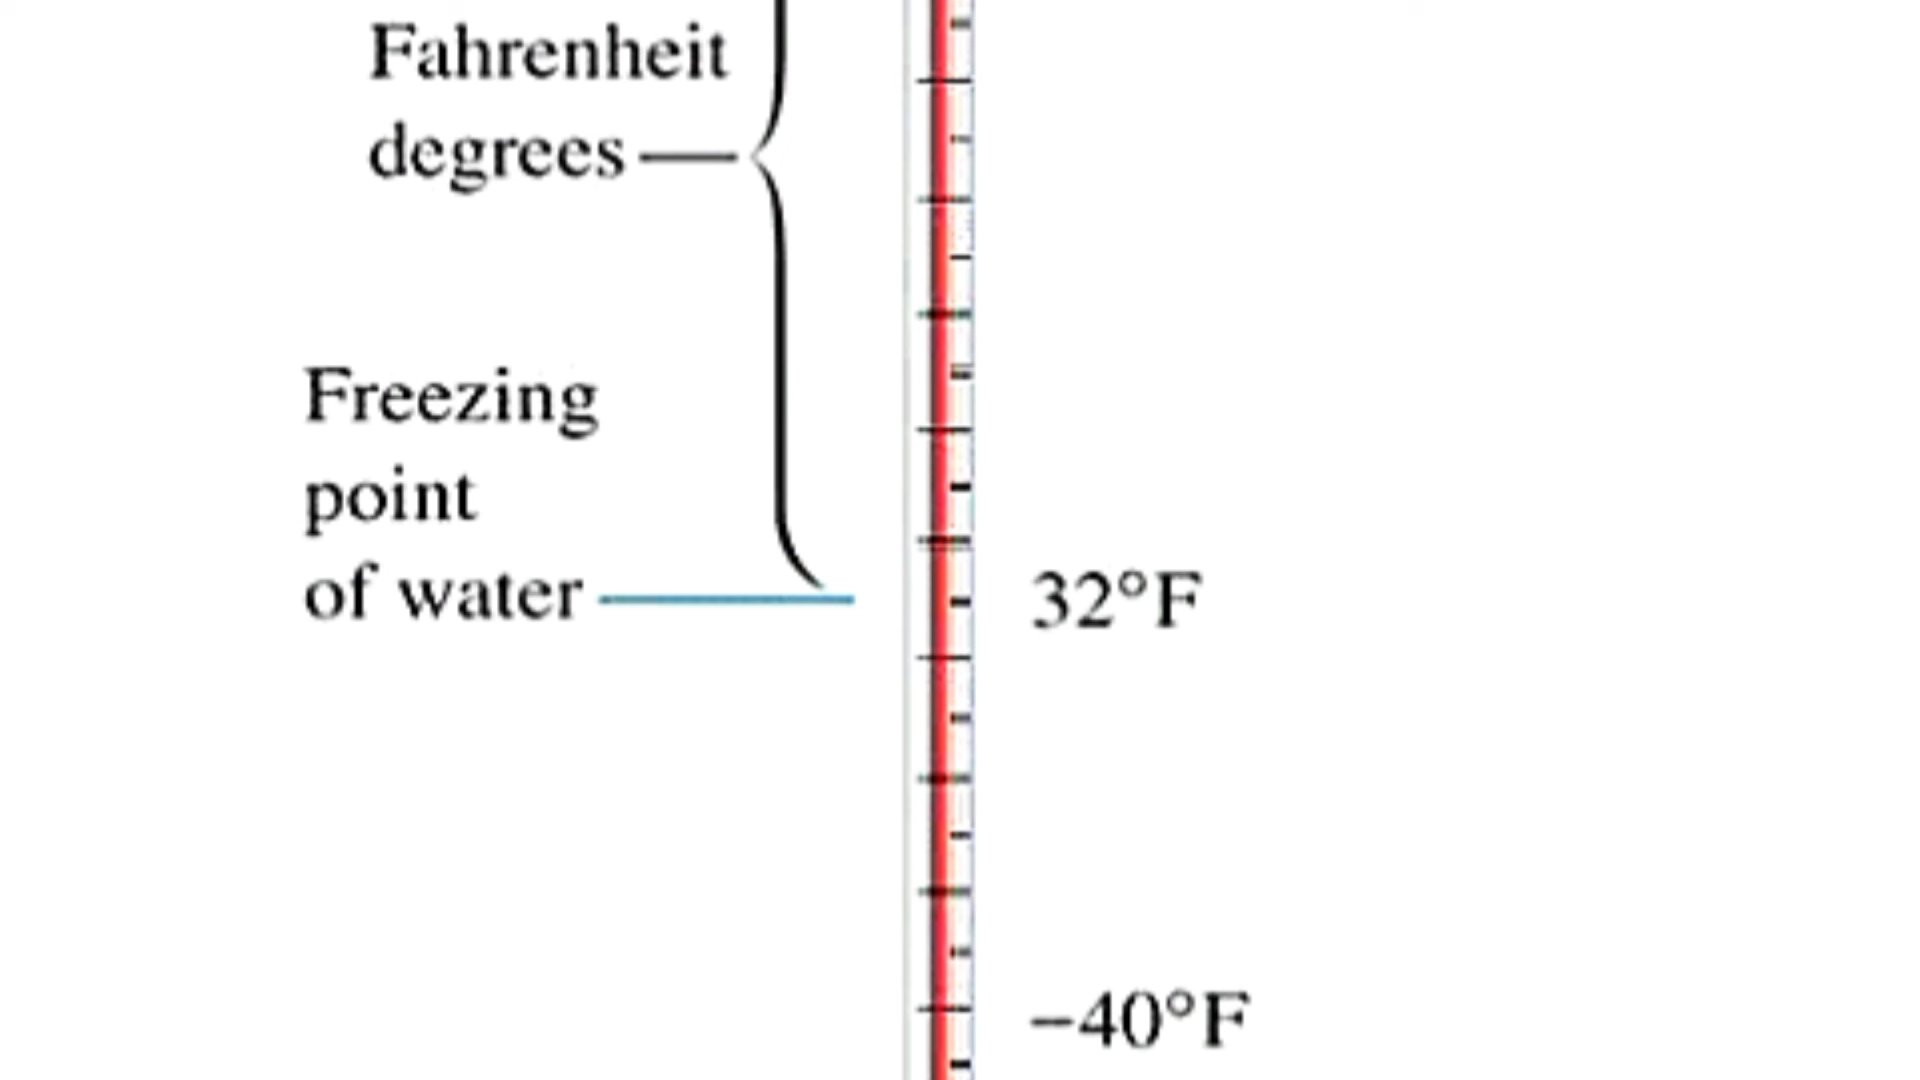 Fahrenheit
degrees
Freezing
point
of water
32°F
−40°F